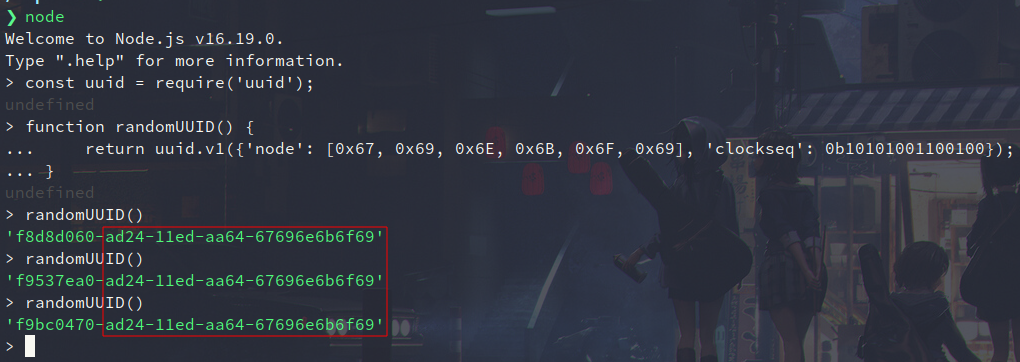 ❯ node
Welcome to Node.js v16.19.0.
Type ".help" for more information.
> const uuid = require('uuid');
undefined
> function randomUUID() {
...     return uuid.v1({'node': [0x67, 0x69, 0x6E, 0x6B, 0x6F, 0x69], 'clockseq': 0b10101001100100});
... }
undefined
> randomUUID()
'f8d8d060-ad24-11ed-aa64-67696e6b6f69'
> randomUUID()
'f9537ea0-ad24-11ed-aa64-67696e6b6f69'
> randomUUID()
'f9bc0470-ad24-11ed-aa64-67696e6b6f69'
>